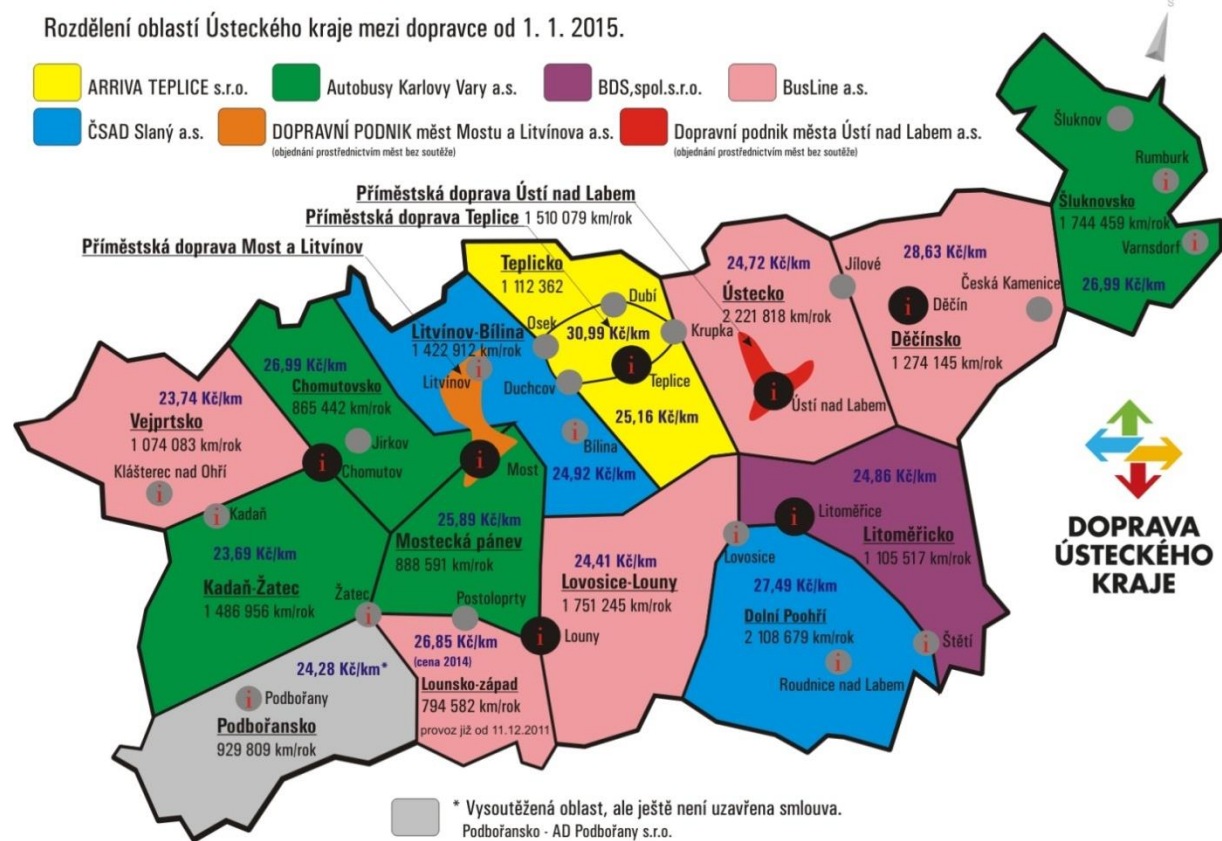 S
Rozdělení oblastí Ústeckého kraje mezi dopravce od 1. 1. 2015.
ARRIVA TEPLICE s.r.o.
Autobusy Karlovy Vary a.s.
BDS,spol.s.r.o.
BusLine a.s.
ČSAD Slaný a.s.
DOPRAVNÍ PODNIK měst Mostu a Litvínova a.s.
(objednání prostřednictvím měst bez soutěže)
Dopravní podnik města Ústí nad Labem a.s.
(objednání prostřednictvím měst bez soutěže)
Příměstská doprava Ústí nad Labem
Příměstská doprava Teplice 1 510 079 km/rok
Příměstská doprava Most a Litvínov
Šluknov
Rumburk
i
Šluknovsko
1 744 459 km/rok
Varnsdorf
i
26,99 Kč/km
28,63 Kč/km
Česká Kamenice
i
Děčín
Děčínsko
1 274 145 km/rok
24,72 Kč/km
Jílové
Ústecko
2 221 818 km/rok
i
Ústí nad Labem
Teplicko
1 112 362
Dubí
Osek
30,99 Kč/km
Krupka
i
Teplice
Duchcov
25,16 Kč/km
Litvínov-Bílina
1 422 912 km/rok
Litvínov
i
i
Bílina
24,92 Kč/km
26,99 Kč/km
Chomutovsko
865 442 km/rok
Jirkov
i
Chomutov
23,74 Kč/km
Vejprtsko
1 074 083 km/rok
Klášterec nad Ohří
i
i
Kadaň
23,69 Kč/km
Kadaň-Žatec
1 486 956 km/rok
i
Most
25,89 Kč/km
Mostecká pánev
888 591 km/rok
Žatec
i
Postoloprty
i
Louny
24,41 Kč/km
Lovosice-Louny
1 751 245 km/rok
24,86 Kč/km
i
Litoměřice
Litoměřicko
1 105 517 km/rok
i
Lovosice
27,49 Kč/km
Dolní Poohří
2 108 679 km/rok
i
Roudnice nad Labem
i
Štětí
26,85 Kč/km
(cena 2014)
Lounsko-západ
794 582 km/rok
provoz již od 11.12.2011
24,28 Kč/km*
i
Podbořany
Podbořansko
929 809 km/rok
DOPRAVA
ÚSTECKÉHO
KRAJE
* Vysoutěžená oblast, ale ještě není uzavřena smlouva.
Podbořansko - AD Podbořany s.r.o.